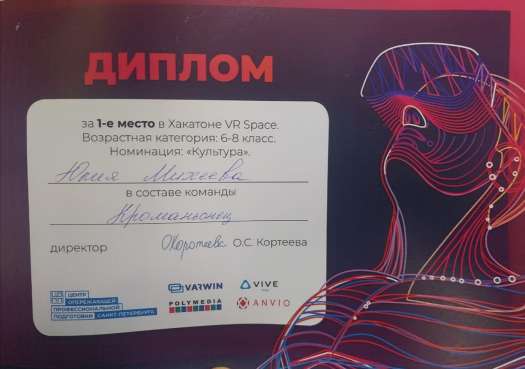 ДИПЛОМ
за 1-е место в Хакатоне VR Space.
Возрастная категория: 6-8 класс.
Номинация: «Культура».
Юлия Михеева
в составе команды
Кроманьонец
директор
О.С. Кортеева
VARWIN
VIVE
POLYMEDIA
ANVIO
ЦЕНТР
ОПЕРЕЖАЮЩЕЙ
ПРОФЕССИОНАЛЬНОЙ
ПОДГОТОВКИ САНКТ-ПЕТЕРБУРГ